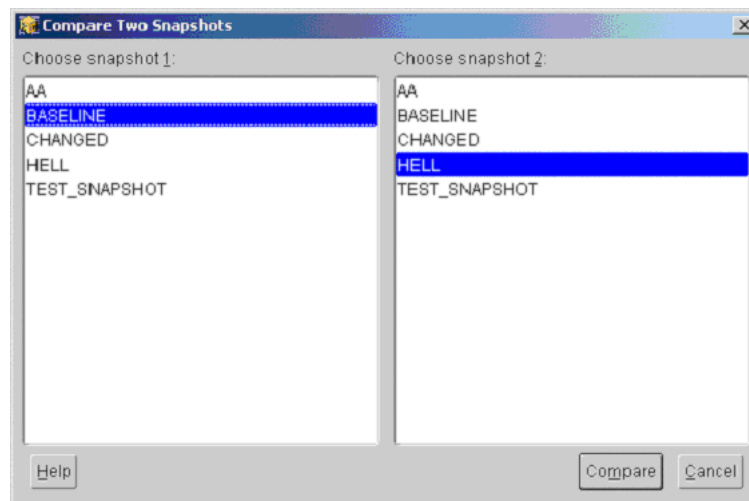 Compare Two Snapshots
Choose snapshot 1:
AA
BASELINE
CHANGED
HELL
TEST_SNAPSHOT
Choose snapshot 2:
AA
BASELINE
CHANGED
HELL
TEST_SNAPSHOT
Help
Compare
Cancel